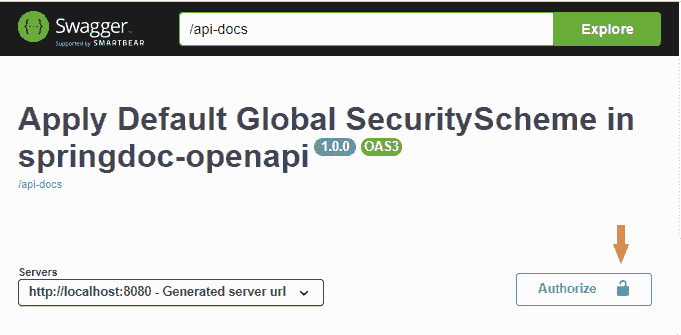 Swagger
Supported by SMARTBEAR
/api-docs
Explore
Apply Default Global SecurityScheme in
springdoc-openapi 1.0.0 OAS3
/api-docs
Servers
http://localhost:8080 - Generated server url
Authorize